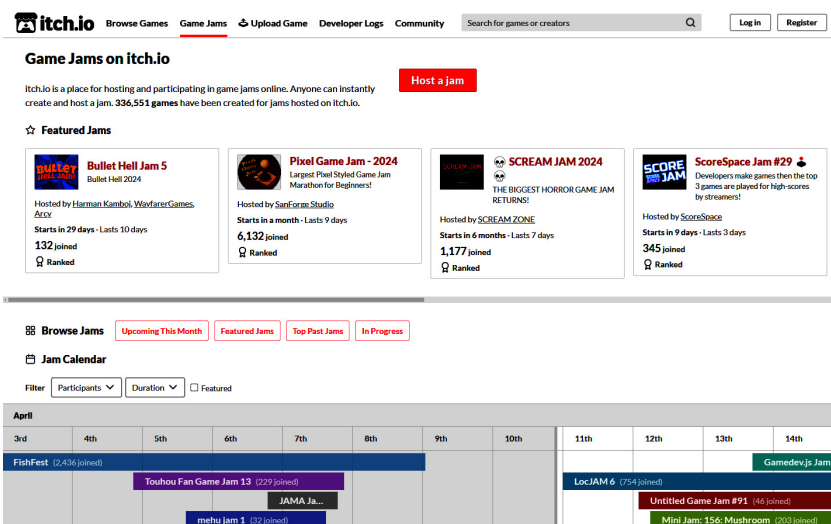 itch.io Browse Games Game Jams Upload Game Developer Logs Community Search for games or creators Log in Register
Game Jams on itch.io
itch.io is a place for hosting and participating in game jams online. Anyone can instantly
create and host a jam. 336,551 games have been created for jams hosted on itch.io.
Host a jam
Featured Jams
BULLET
HELL JAM!
Bullet Hell Jam 5
Bullet Hell 2024
Hosted by Harman Kamboj, WayfarerGames,
Arcy
Starts in 29 days · Lasts 10 days
132 joined
Ranked
Pixel Game Jam - 2024
Largest Pixel Styled Game Jam
Marathon for Beginners!
Hosted by SanForge Studio
Starts in a month · Lasts 9 days
6,132 joined
Ranked
SCREAM JAM
💀 SCREAM JAM 2024
💀
THE BIGGEST HORROR GAME JAM
RETURNS!
Hosted by SCREAM ZONE
Starts in 6 months · Lasts 7 days
1,177 joined
Ranked
SCORE
SPACE JAM
ScoreSpace Jam #29 🕹
Developers make games then the top
3 games are played for high-scores
by streamers!
Hosted by ScoreSpace
Starts in 9 days · Lasts 3 days
345 joined
Ranked
Browse Jams Upcoming This Month Featured Jams Top Past Jams In Progress
Jam Calendar
Filter Participants Duration Featured
April
3rd 4th 5th 6th 7th 8th 9th 10th 11th 12th 13th 14th
FishFest (2,436 joined) Gamedev.js Jam
Touhou Fan Game Jam 13 (229 joined) LocJAM 6 (754 joined)
JAMA Ja... Untitled Game Jam #91 (46 joined)
mehu jam 1 (32 joined) Mini Jam: 156: Mushroom (203 joined)